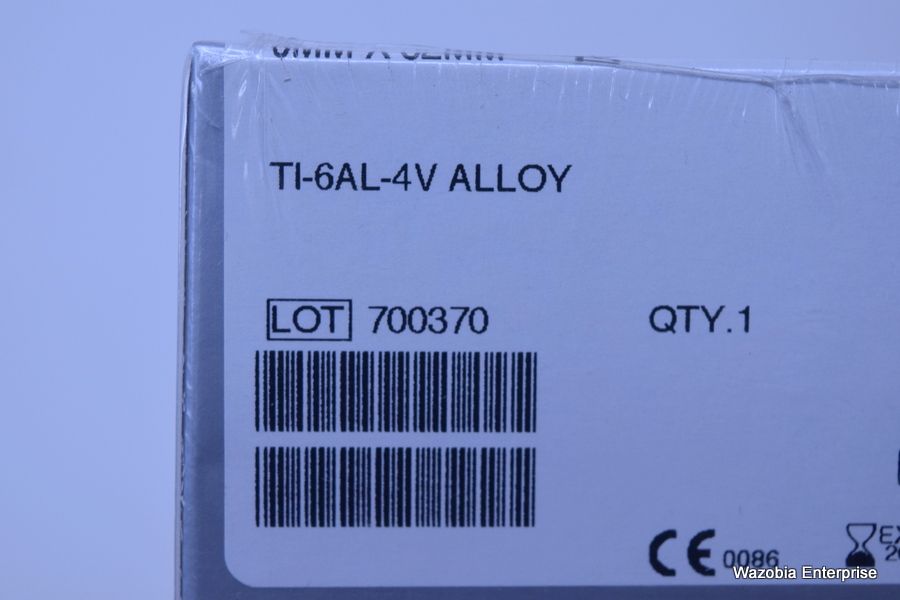 TI-6AL-4V ALLOY
LOT 700370
QTY.1
CE 0086
Wazobia Enterprise